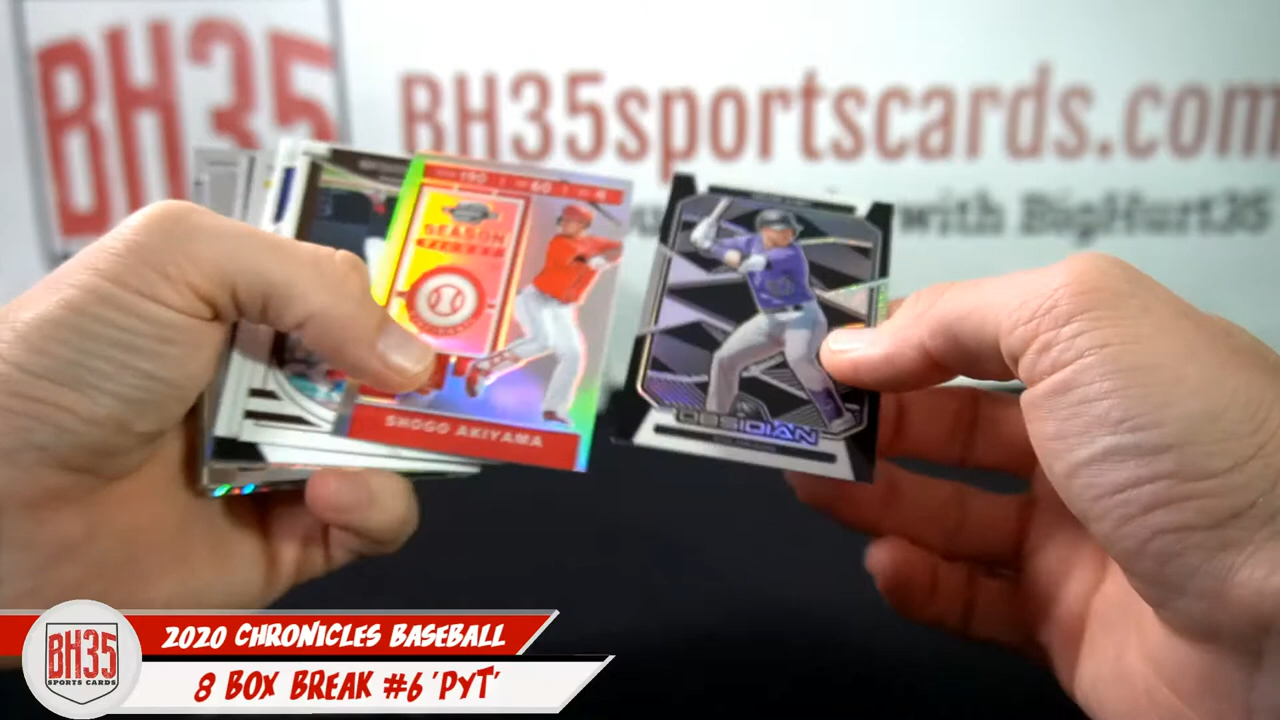 BH35
BH35sportscards.com
with BigHurt35
SEASON
SHOGO AKIYAMA
OBSIDIAN
BH35
SPORTS CARDS
2020 CHRONICLES BASEBALL
8 BOX BREAK #6 'PYT'